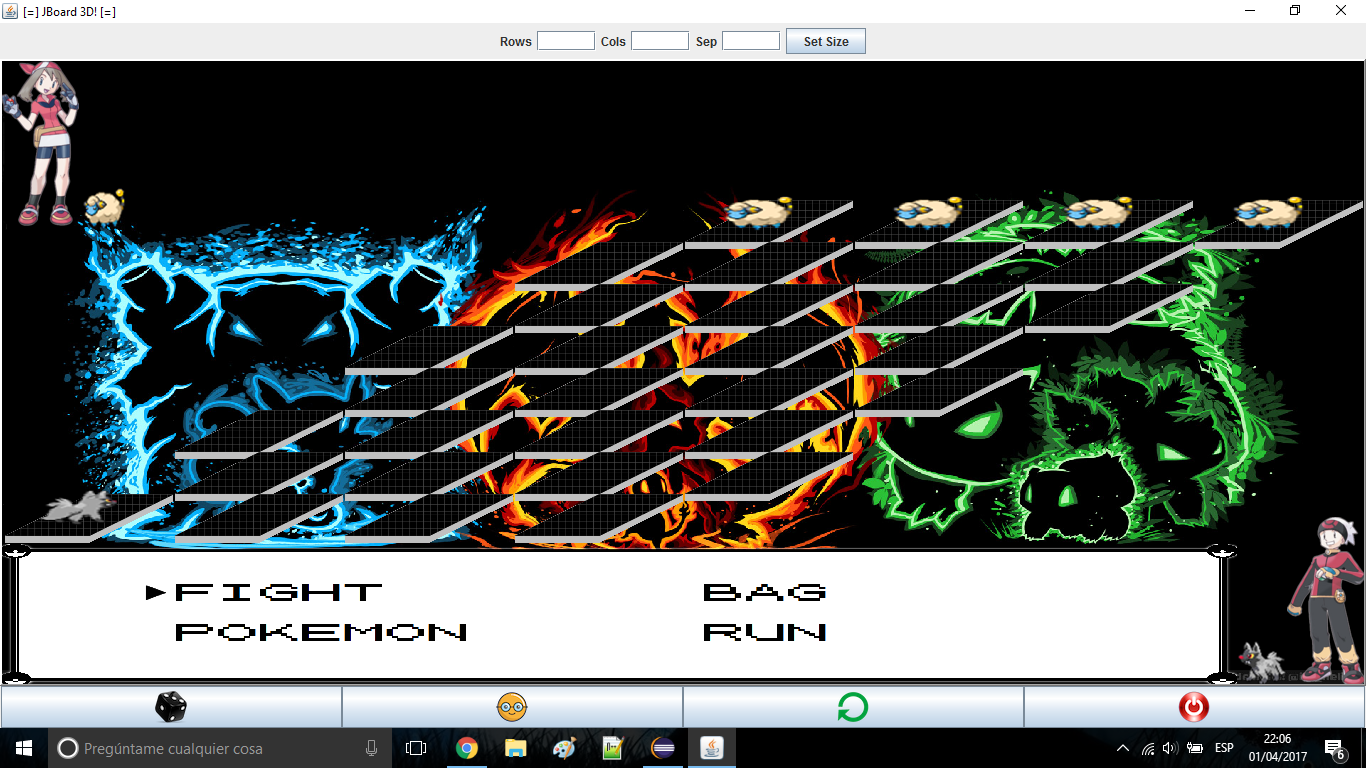 [=] JBoard 3D! [=]
Rows Cols Sep Set Size
FIGHT BAG
POKEMON RUN
Pregúntame cualquier cosa
ESP
22:06
01/04/2017
6